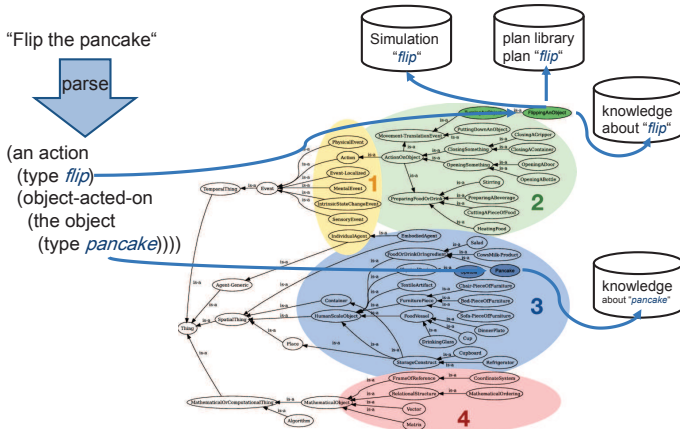 “Flip the pancake“
parse
(an action
(type flip)
(object-acted-on
(the object
(type pancake))))
Simulation
“flip“
plan library
plan “flip“
knowledge
about “flip“
knowledge
about “pancake“
1
2
3
4
FlippingAnObject
PhysicalEvent
Action
Event-Localized
MentalEvent
IntrinsicStateChangeEvent
SensoryEvent
IndividualAgent
TemporalThing
Event
Movement-TranslationEvent
PuttingDownAnObject
ClosingAGripper
ClosingSomething
ClosingAContainer
ActionOnObject
OpeningSomething
OpeningADoor
OpeningABottle
Stirring
PreparingFoodOrDrink
PreparingABeverage
CuttingAPieceOfFood
HeatingFood
EmbodiedAgent
Salad
FoodOrDrinkOrIngredient
CowsMilk-Product
Pancake
TextileArtifact
Chair-PieceOfFurniture
FurniturePiece
Bed-PieceOfFurniture
Sofa-PieceOfFurniture
Agent-Generic
Container
HumanScaleObject
FoodVessel
DinnerPlate
Cup
DrinkingGlass
SpatialThing
Thing
Place
Cupboard
StorageConstruct
Refrigerator
FrameOfReference
CoordinateSystem
MathematicalOrComputationalThing
MathematicalObject
RelationalStructure
MathematicalOrdering
Vector
Algorithm
Matrix
is-a